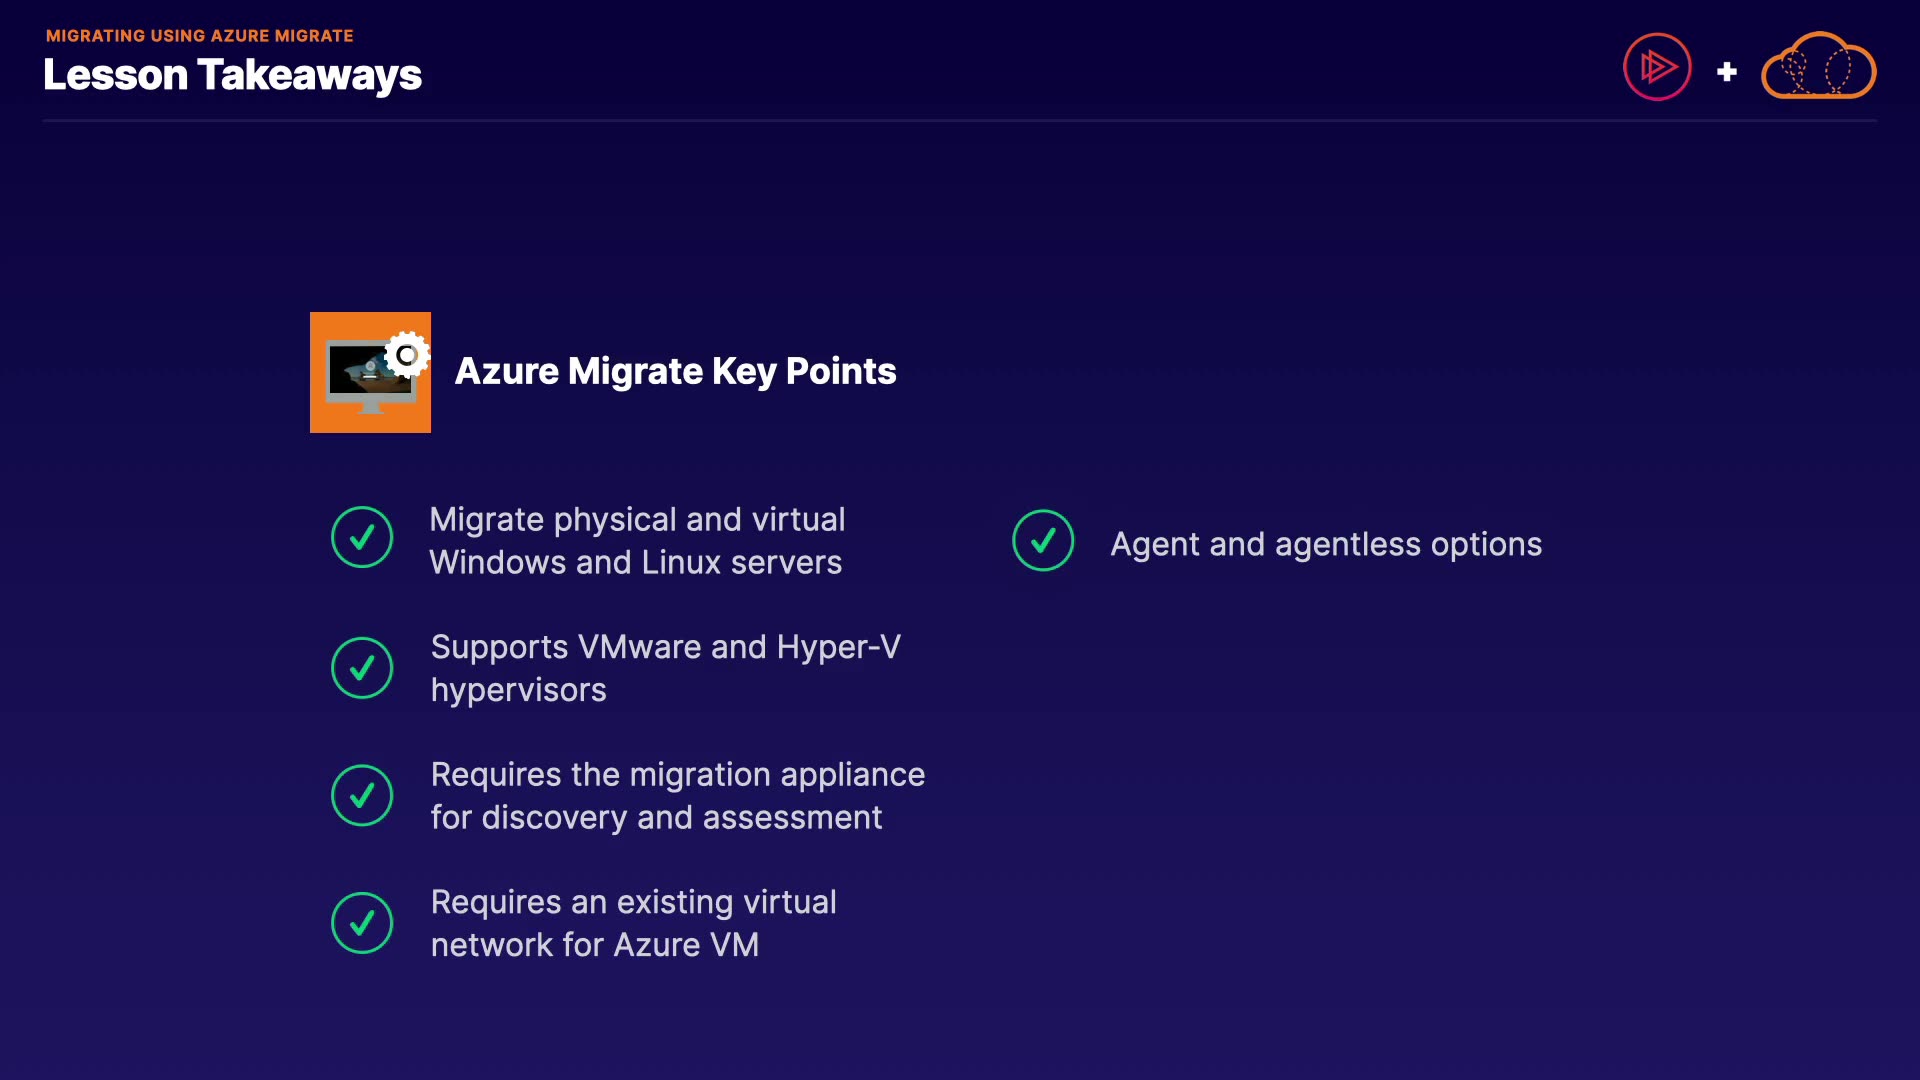 MIGRATING USING AZURE MIGRATE
Lesson Takeaways
Azure Migrate Key Points
Migrate physical and virtual
Windows and Linux servers
Supports VMware and Hyper-V
hypervisors
Requires the migration appliance
for discovery and assessment
Requires an existing virtual
network for Azure VM
Agent and agentless options